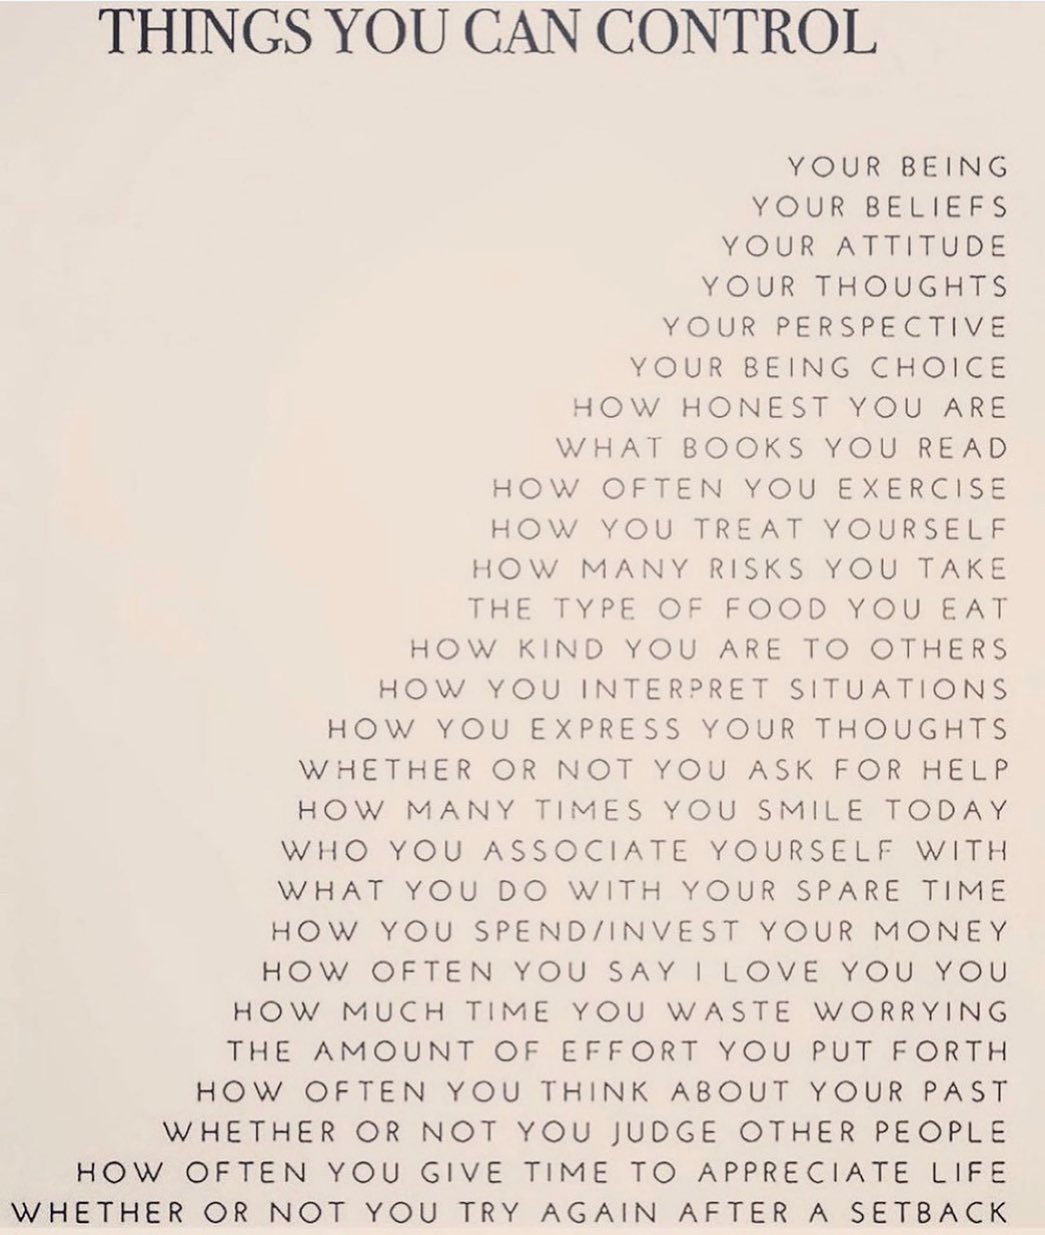 THINGS YOU CAN CONTROL
YOUR BEING
YOUR BELIEFS
YOUR ATTITUDE
YOUR THOUGHTS
YOUR PERSPECTIVE
YOUR BEING CHOICE
HOW HONEST YOU ARE
WHAT BOOKS YOU READ
HOW OFTEN YOU EXERCISE
HOW YOU TREAT YOURSELF
HOW MANY RISKS YOU TAKE
THE TYPE OF FOOD YOU EAT
HOW KIND YOU ARE TO OTHERS
HOW YOU INTERPRET SITUATIONS
HOW YOU EXPRESS YOUR THOUGHTS
WHETHER OR NOT YOU ASK FOR HELP
HOW MANY TIMES YOU SMILE TODAY
WHO YOU ASSOCIATE YOURSELF WITH
WHAT YOU DO WITH YOUR SPARE TIME
HOW YOU SPEND/INVEST YOUR MONEY
HOW OFTEN YOU SAY I LOVE YOU YOU
HOW MUCH TIME YOU WASTE WORRYING
THE AMOUNT OF EFFORT YOU PUT FORTH
HOW OFTEN YOU THINK ABOUT YOUR PAST
WHETHER OR NOT YOU JUDGE OTHER PEOPLE
HOW OFTEN YOU GIVE TIME TO APPRECIATE LIFE
WHETHER OR NOT YOU TRY AGAIN AFTER A SETBACK